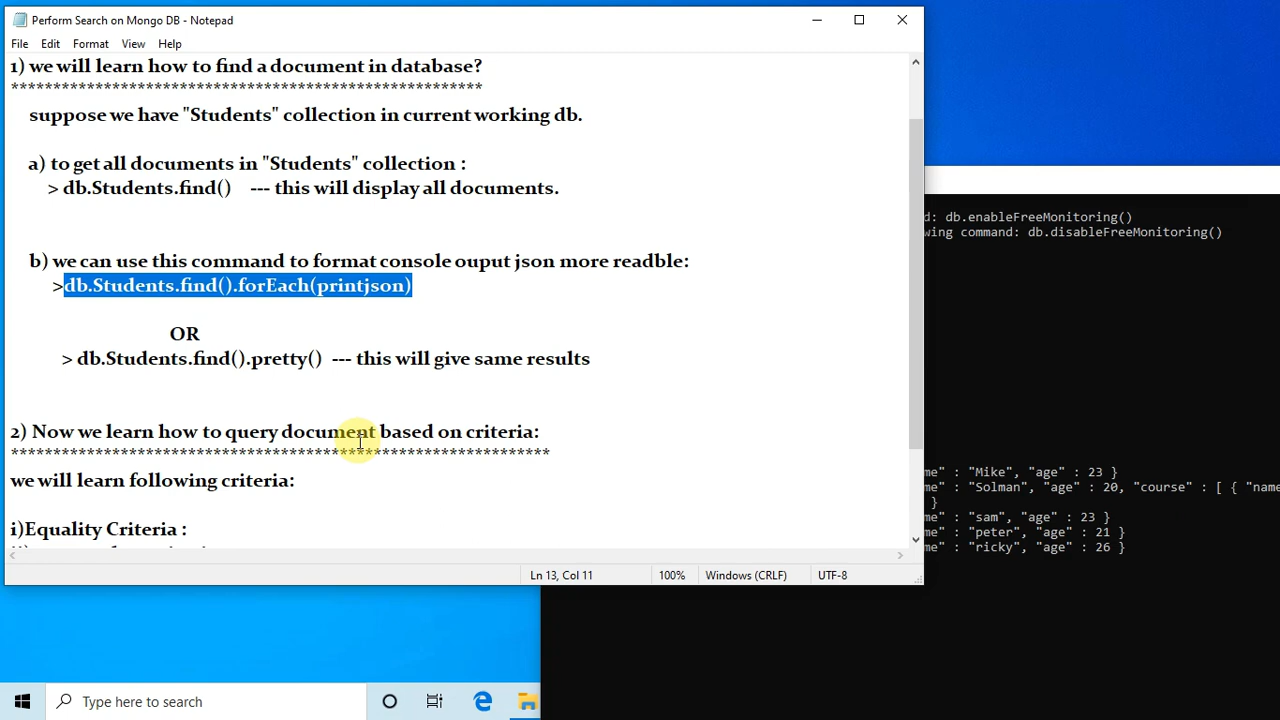 Perform Search on Mongo DB - Notepad
File Edit Format View Help
1) we will learn how to find a document in database?
*********************************************************
suppose we have "Students" collection in current working db.
a) to get all documents in "Students" collection :
> db.Students.find() --- this will display all documents.
b) we can use this command to format console ouput json more readble:
>db.Students.find().forEach(printjson)
OR
> db.Students.find().pretty() --- this will give same results
2) Now we learn how to query document based on criteria:
*****************************************************************
we will learn following criteria:
i)Equality Criteria :
Ln 13, Col 11 100% Windows (CRLF) UTF-8
d: db.enableFreeMonitoring()
wing command: db.disableFreeMonitoring()
me" : "Mike", "age" : 23 }
me" : "Solman", "age" : 20, "course" : [ { "name
}
me" : "sam", "age" : 23 }
me" : "peter", "age" : 21 }
me" : "ricky", "age" : 26 }
Type here to search